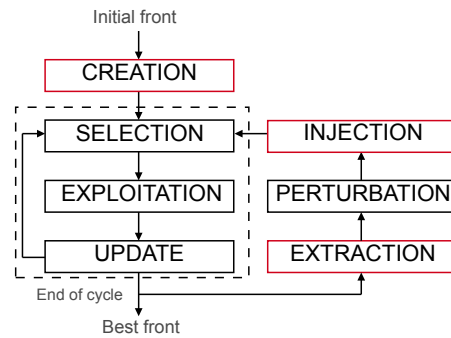 Initial front
CREATION
SELECTION
INJECTION
EXPLOITATION
PERTURBATION
UPDATE
EXTRACTION
End of cycle
Best front